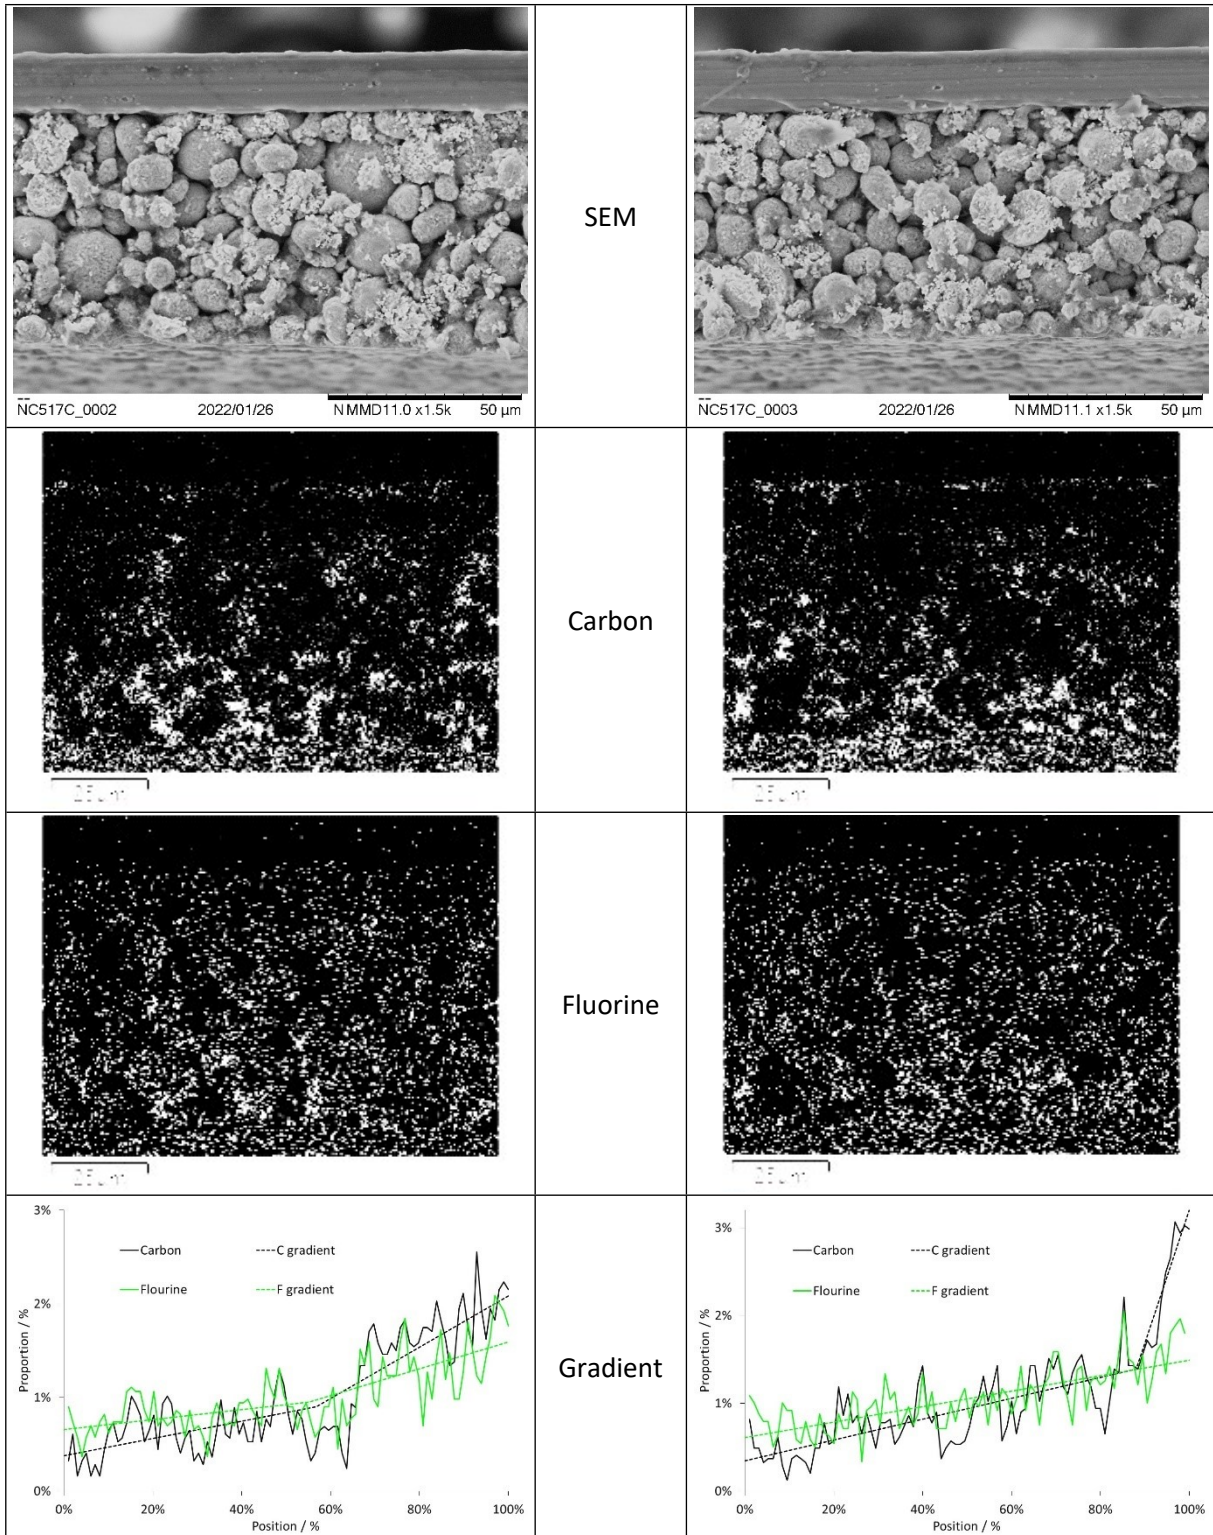 SEM
NC517C_0002 2022/01/26 NMMD11.0 x1.5k 50 µm
NC517C_0003 2022/01/26 NMMD11.1 x1.5k 50 µm
Carbon
Fluorine
Gradient
3%
2%
1%
0%
Proportion / %
Carbon
C gradient
Flourine
F gradient
0% 20% 40% 60% 80% 100%
Position / %
3%
2%
1%
0%
Proportion / %
Carbon
C gradient
Flourine
F gradient
0% 20% 40% 60% 80% 100%
Position / %